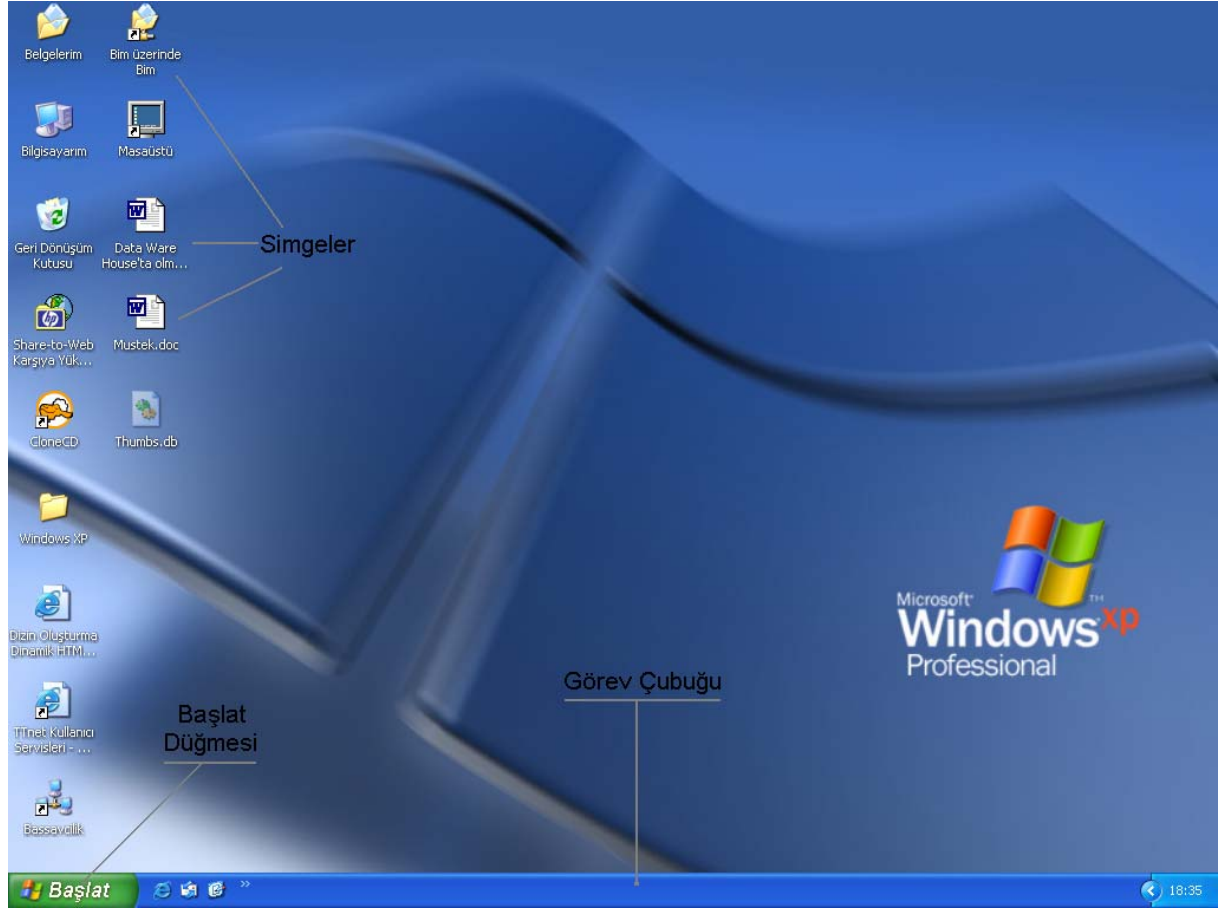 Belgelerim
Bim üzerinde
Bim
Bilgisayarım
Masaüstü
Geri Dönüşüm
Kutusu
Data Ware
House'ta olm...
Simgeler
Share-to-Web
Karşıya Yük...
Mustek.doc
CloneCD
Thumbs.db
Windows XP
Dizin Oluşturma
Dinamik HTM...
TTnet Kullanıcı
Servisleri - ...
Bassavcilik
Başlat
Düğmesi
Görev Çubuğu
Microsoft
Windows xp
TM
Professional
Başlat
18:35